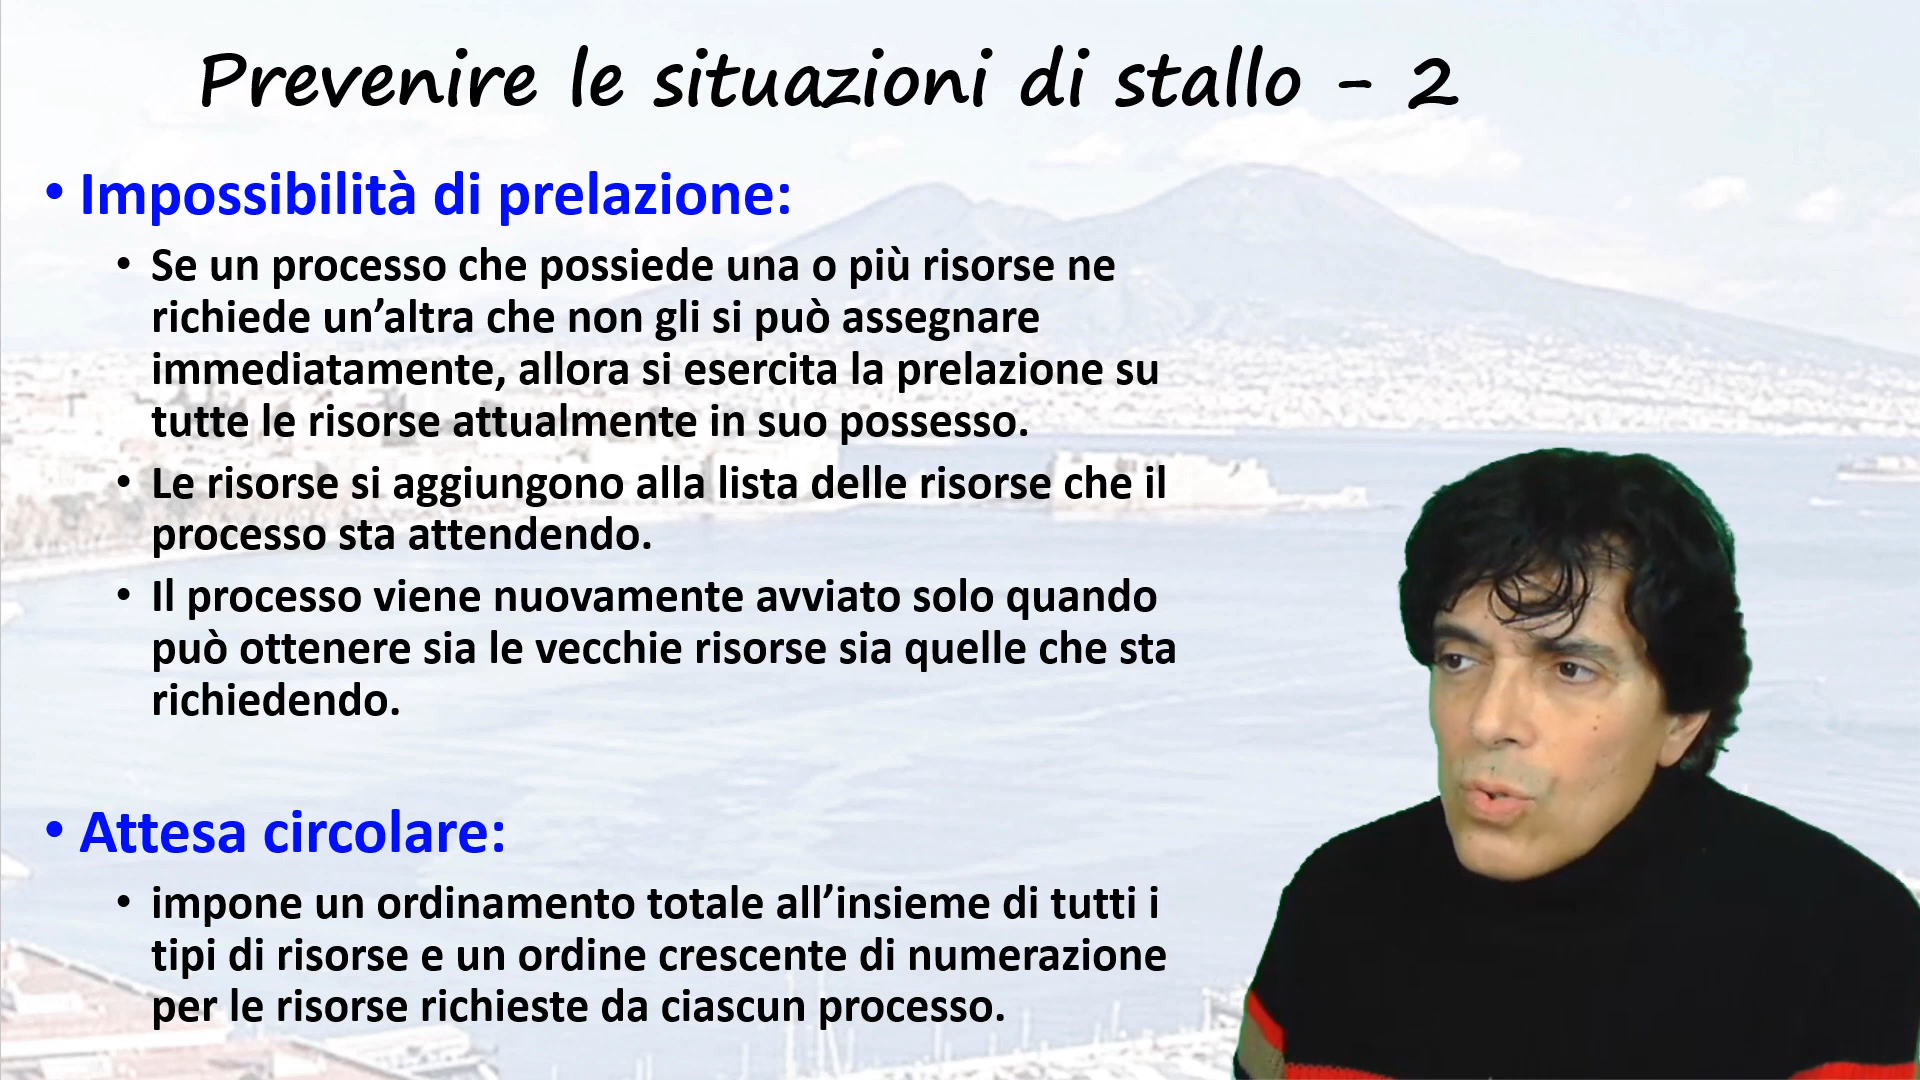 Prevenire le situazioni di stallo - 2
• Impossibilità di prelazione:
• Se un processo che possiede una o più risorse ne
richiede un’altra che non gli si può assegnare
immediatamente, allora si esercita la prelazione su
tutte le risorse attualmente in suo possesso.
• Le risorse si aggiungono alla lista delle risorse che il
processo sta attendendo.
• Il processo viene nuovamente avviato solo quando
può ottenere sia le vecchie risorse sia quelle che sta
richiedendo.
• Attesa circolare:
• impone un ordinamento totale all’insieme di tutti i
tipi di risorse e un ordine crescente di numerazione
per le risorse richieste da ciascun processo.